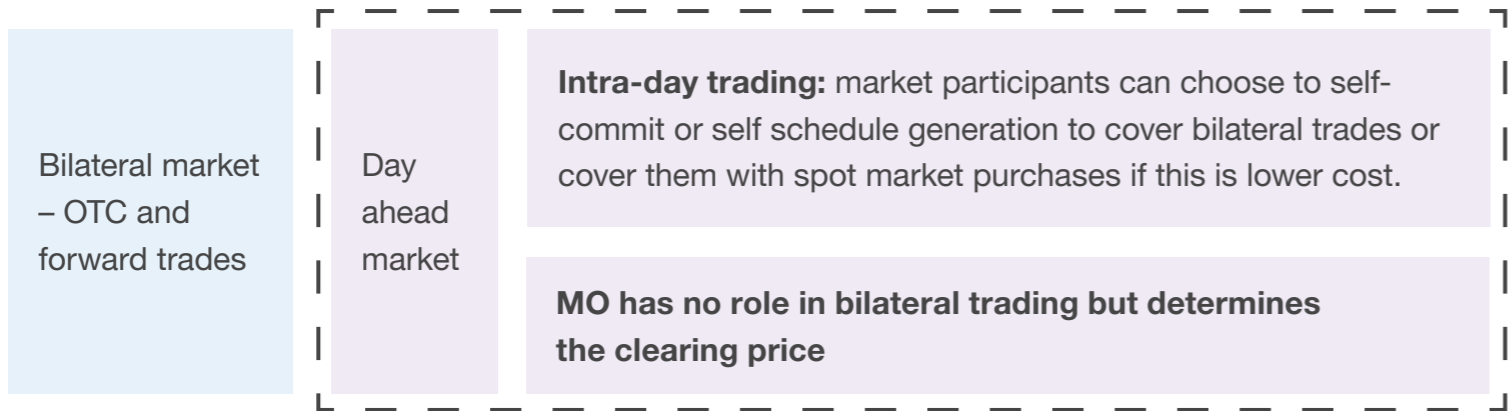 Bilateral market
– OTC and
forward trades
Day
ahead
market
Intra-day trading: market participants can choose to self-
commit or self schedule generation to cover bilateral trades or
cover them with spot market purchases if this is lower cost.
MO has no role in bilateral trading but determines
the clearing price